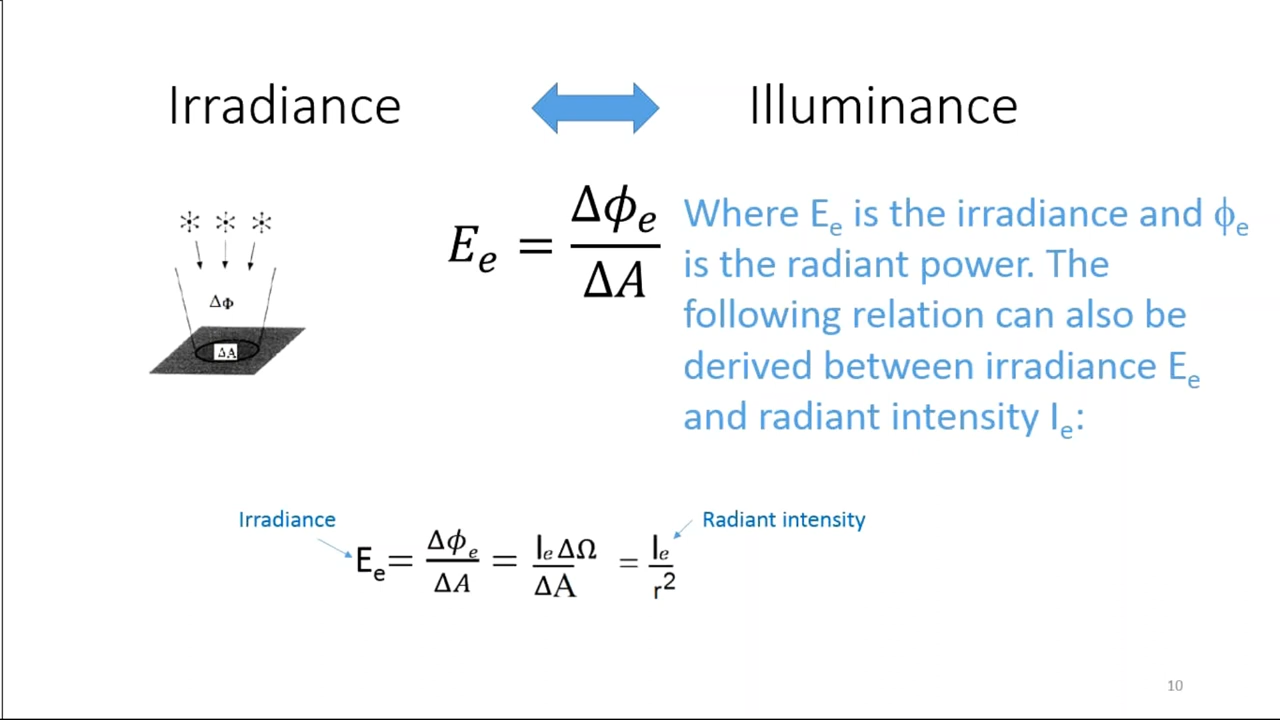 Irradiance Illuminance
ΔΦ
ΔA
E_e = Δϕ_e / ΔA
Where E_e is the irradiance and ϕ_e
is the radiant power. The
following relation can also be
derived between irradiance E_e
and radiant intensity I_e:
Irradiance
Radiant intensity
E_e = Δϕ_e / ΔA = I_e ΔΩ / ΔA = I_e / r²
10